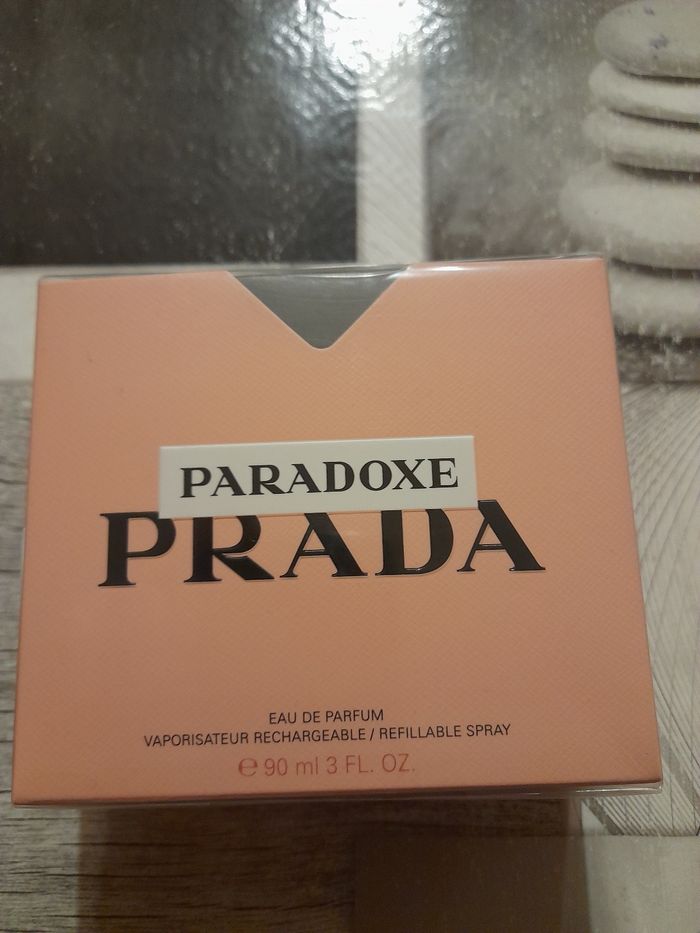 PARADOXE
PRADA
EAU DE PARFUM
VAPORISATEUR RECHARGEABLE / REFILLABLE SPRAY
℮ 90 ml 3 FL. OZ.